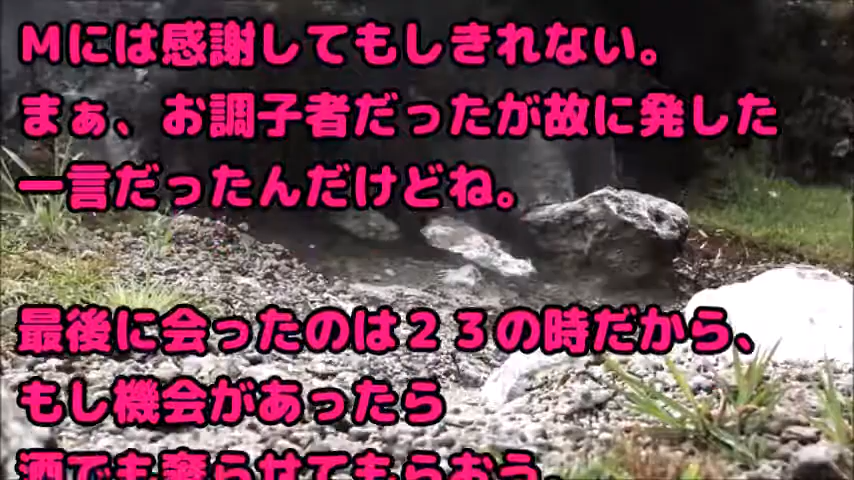 Mには感謝してもしきれない。
まぁ、お調子者だったが故に発した
一言だったんだけどね。
最後に会ったのは２３の時だから、
もし機会があったら
酒でも奢らせてもらおう。